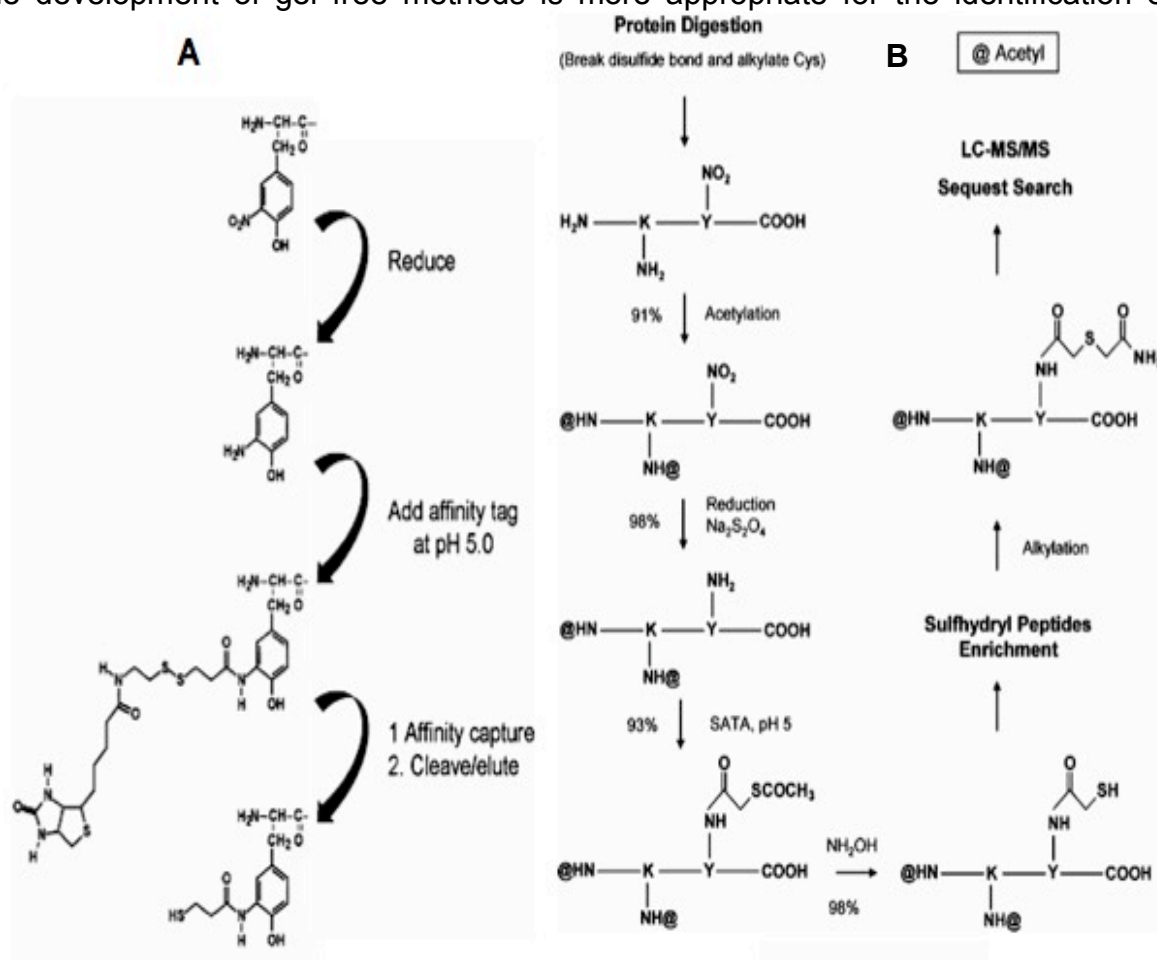 le development of gel-free methods is more appropriate for the identification
A
H₂N-CH-C-
CH₂ O
O₂N
OH
Reduce
H₂N-CH-C-
CH₂ O
H₂N
OH
Add affinity tag
at pH 5.0
H₂N-CH-C-
CH₂ O
O
H
N
S
S
N
H
OH
O
1 Affinity capture
2. Cleave/elute
H
N
O
N
H
S
H₂N-CH-C-
CH₂ O
O
HS
N
H
OH
Protein Digestion
(Break disulfide bond and alkylate Cys)
NO₂
H₂N K Y COOH
NH₂
91% Acetylation
NO₂
@HN K Y COOH
NH@
98% Reduction
Na₂S₂O₄
NH₂
@HN K Y COOH
NH@
93% SATA, pH 5
O
SCOCH₃
NH
@HN K Y COOH
NH@
NH₂OH
98%
B
@ Acetyl
LC-MS/MS
Sequest Search
O O
S
NH NH
@HN K Y COOH
NH@
Alkylation
Sulfhydryl Peptides
Enrichment
O
SH
NH
@HN K Y COOH
NH@